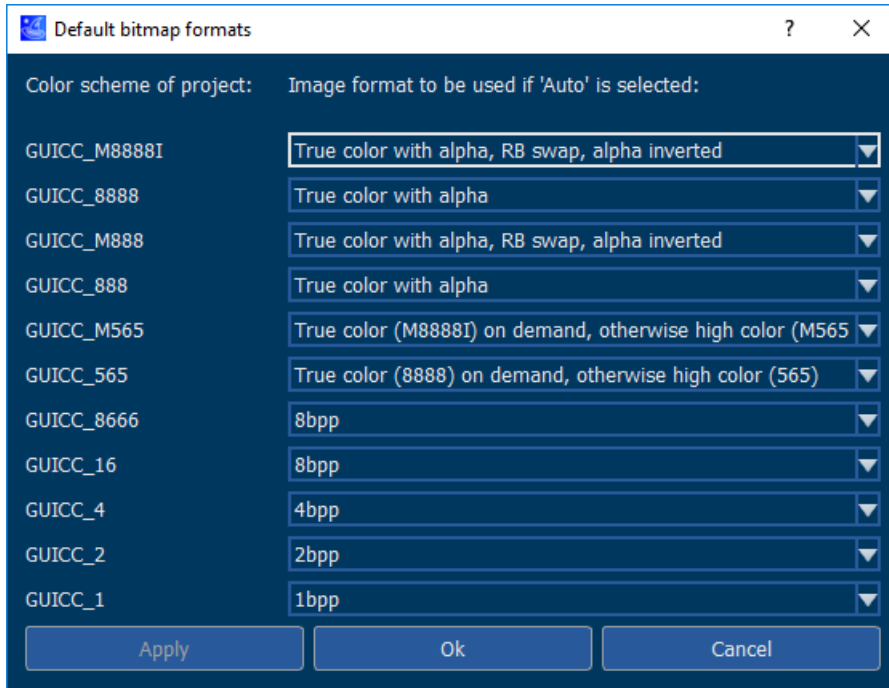 Default bitmap formats
Color scheme of project: Image format to be used if 'Auto' is selected:
GUICC_M8888I True color with alpha, RB swap, alpha inverted
GUICC_8888 True color with alpha
GUICC_M888 True color with alpha, RB swap, alpha inverted
GUICC_888 True color with alpha
GUICC_M565 True color (M8888I) on demand, otherwise high color (M565
GUICC_565 True color (8888) on demand, otherwise high color (565)
GUICC_8666 8bpp
GUICC_16 8bpp
GUICC_4 4bpp
GUICC_2 2bpp
GUICC_1 1bpp
Apply Ok Cancel